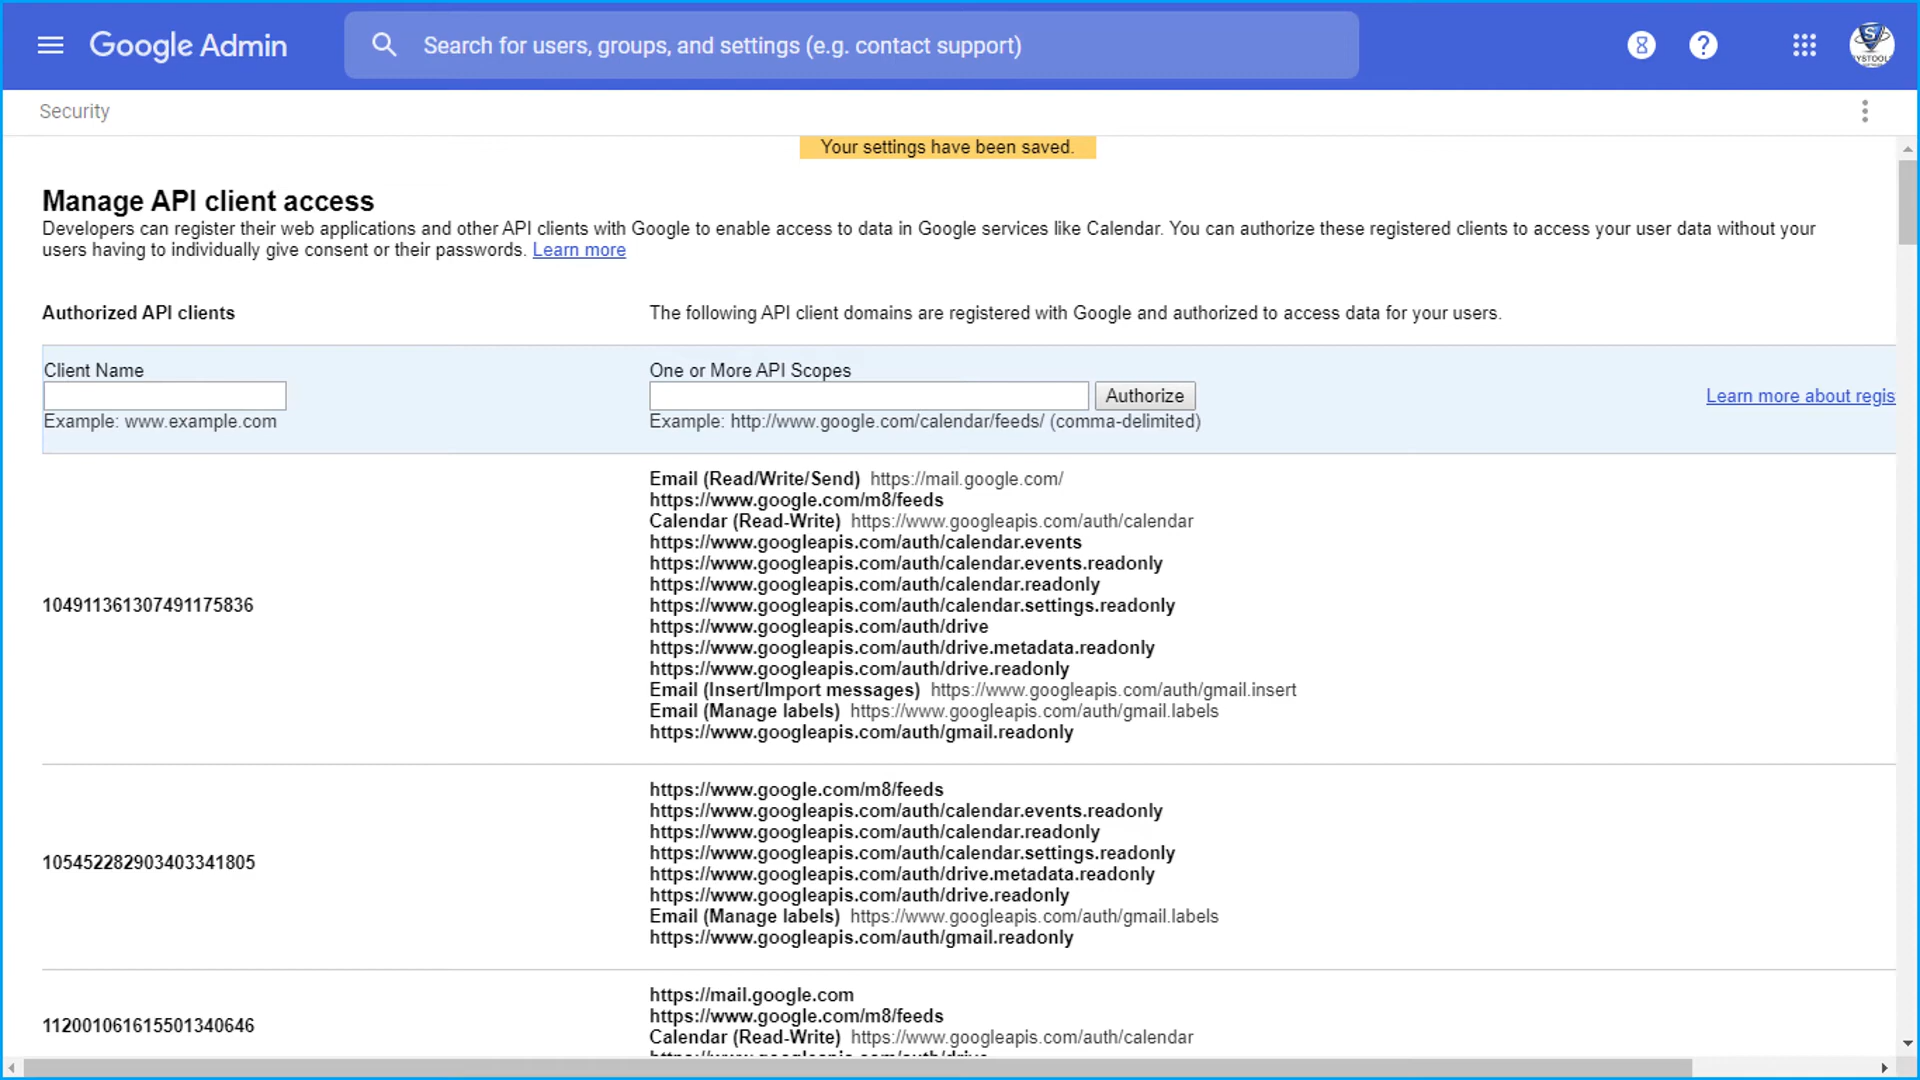 Google Admin
Search for users, groups, and settings (e.g. contact support)
8
?
S
YSTOOL
Security
Your settings have been saved.
Manage API client access
Developers can register their web applications and other API clients with Google to enable access to data in Google services like Calendar. You can authorize these registered clients to access your user data without your
users having to individually give consent or their passwords. Learn more
Authorized API clients
The following API client domains are registered with Google and authorized to access data for your users.
Client Name
One or More API Scopes
Authorize
Learn more about regis
Example: www.example.com
Example: http://www.google.com/calendar/feeds/ (comma-delimited)
104911361307491175836
Email (Read/Write/Send) https://mail.google.com/
https://www.google.com/m8/feeds
Calendar (Read-Write) https://www.googleapis.com/auth/calendar
https://www.googleapis.com/auth/calendar.events
https://www.googleapis.com/auth/calendar.events.readonly
https://www.googleapis.com/auth/calendar.readonly
https://www.googleapis.com/auth/calendar.settings.readonly
https://www.googleapis.com/auth/drive
https://www.googleapis.com/auth/drive.metadata.readonly
https://www.googleapis.com/auth/drive.readonly
Email (Insert/Import messages) https://www.googleapis.com/auth/gmail.insert
Email (Manage labels) https://www.googleapis.com/auth/gmail.labels
https://www.googleapis.com/auth/gmail.readonly
105452282903403341805
https://www.google.com/m8/feeds
https://www.googleapis.com/auth/calendar.events.readonly
https://www.googleapis.com/auth/calendar.readonly
https://www.googleapis.com/auth/calendar.settings.readonly
https://www.googleapis.com/auth/drive.metadata.readonly
https://www.googleapis.com/auth/drive.readonly
Email (Manage labels) https://www.googleapis.com/auth/gmail.labels
https://www.googleapis.com/auth/gmail.readonly
112001061615501340646
https://mail.google.com
https://www.google.com/m8/feeds
Calendar (Read-Write) https://www.googleapis.com/auth/calendar
https://www.googleapis.com/auth/drive